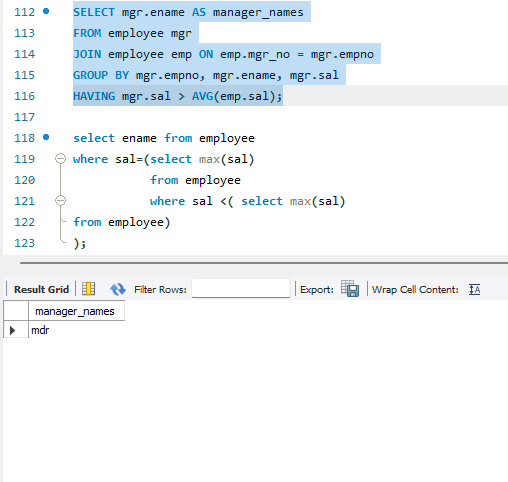 112 SELECT mgr.ename AS manager_names
113 FROM employee mgr
114 JOIN employee emp ON emp.mgr_no = mgr.empno
115 GROUP BY mgr.empno, mgr.ename, mgr.sal
116 HAVING mgr.sal > AVG(emp.sal);
117
118 select ename from employee
119 where sal=(select max(sal)
120 from employee
121 where sal <( select max(sal)
122 from employee)
123 );
Result Grid Filter Rows: Export: Wrap Cell Content: IA
manager_names
mdr